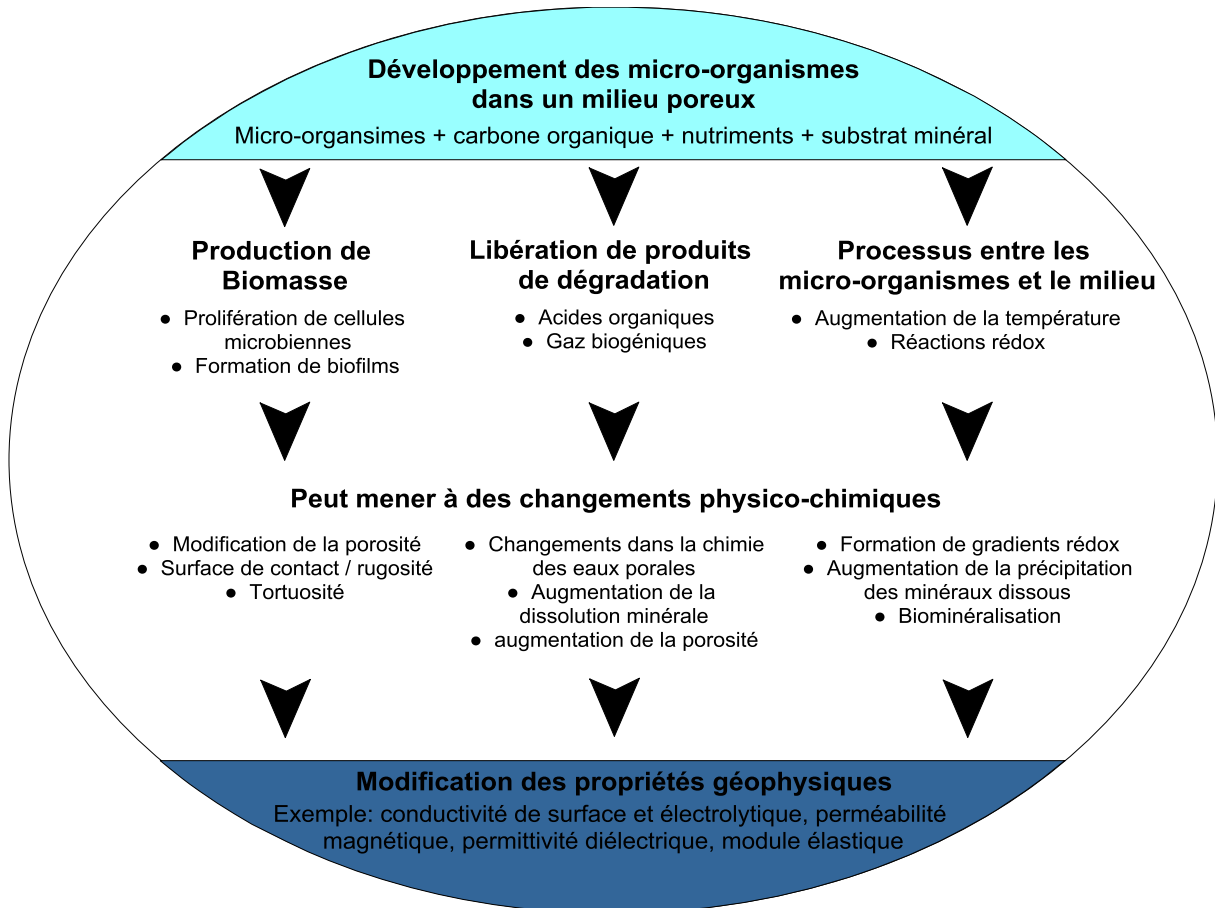 Développement des micro-organismes
dans un milieu poreux
Micro-organsimes + carbone organique + nutriments + substrat minéral
Production de
Biomasse
● Prolifération de cellules
microbiennes
● Formation de biofilms
Libération de produits
de dégradation
● Acides organiques
● Gaz biogéniques
Processus entre les
micro-organismes et le milieu
● Augmentation de la température
● Réactions rédox
Peut mener à des changements physico-chimiques
● Modification de la porosité
● Surface de contact / rugosité
● Tortuosité
● Changements dans la chimie
des eaux porales
● Augmentation de la
dissolution minérale
● augmentation de la porosité
● Formation de gradients rédox
● Augmentation de la précipitation
des minéraux dissous
● Biominéralisation
Modification des propriétés géophysiques
Exemple: conductivité de surface et électrolytique, perméabilité
magnétique, permittivité diélectrique, module élastique